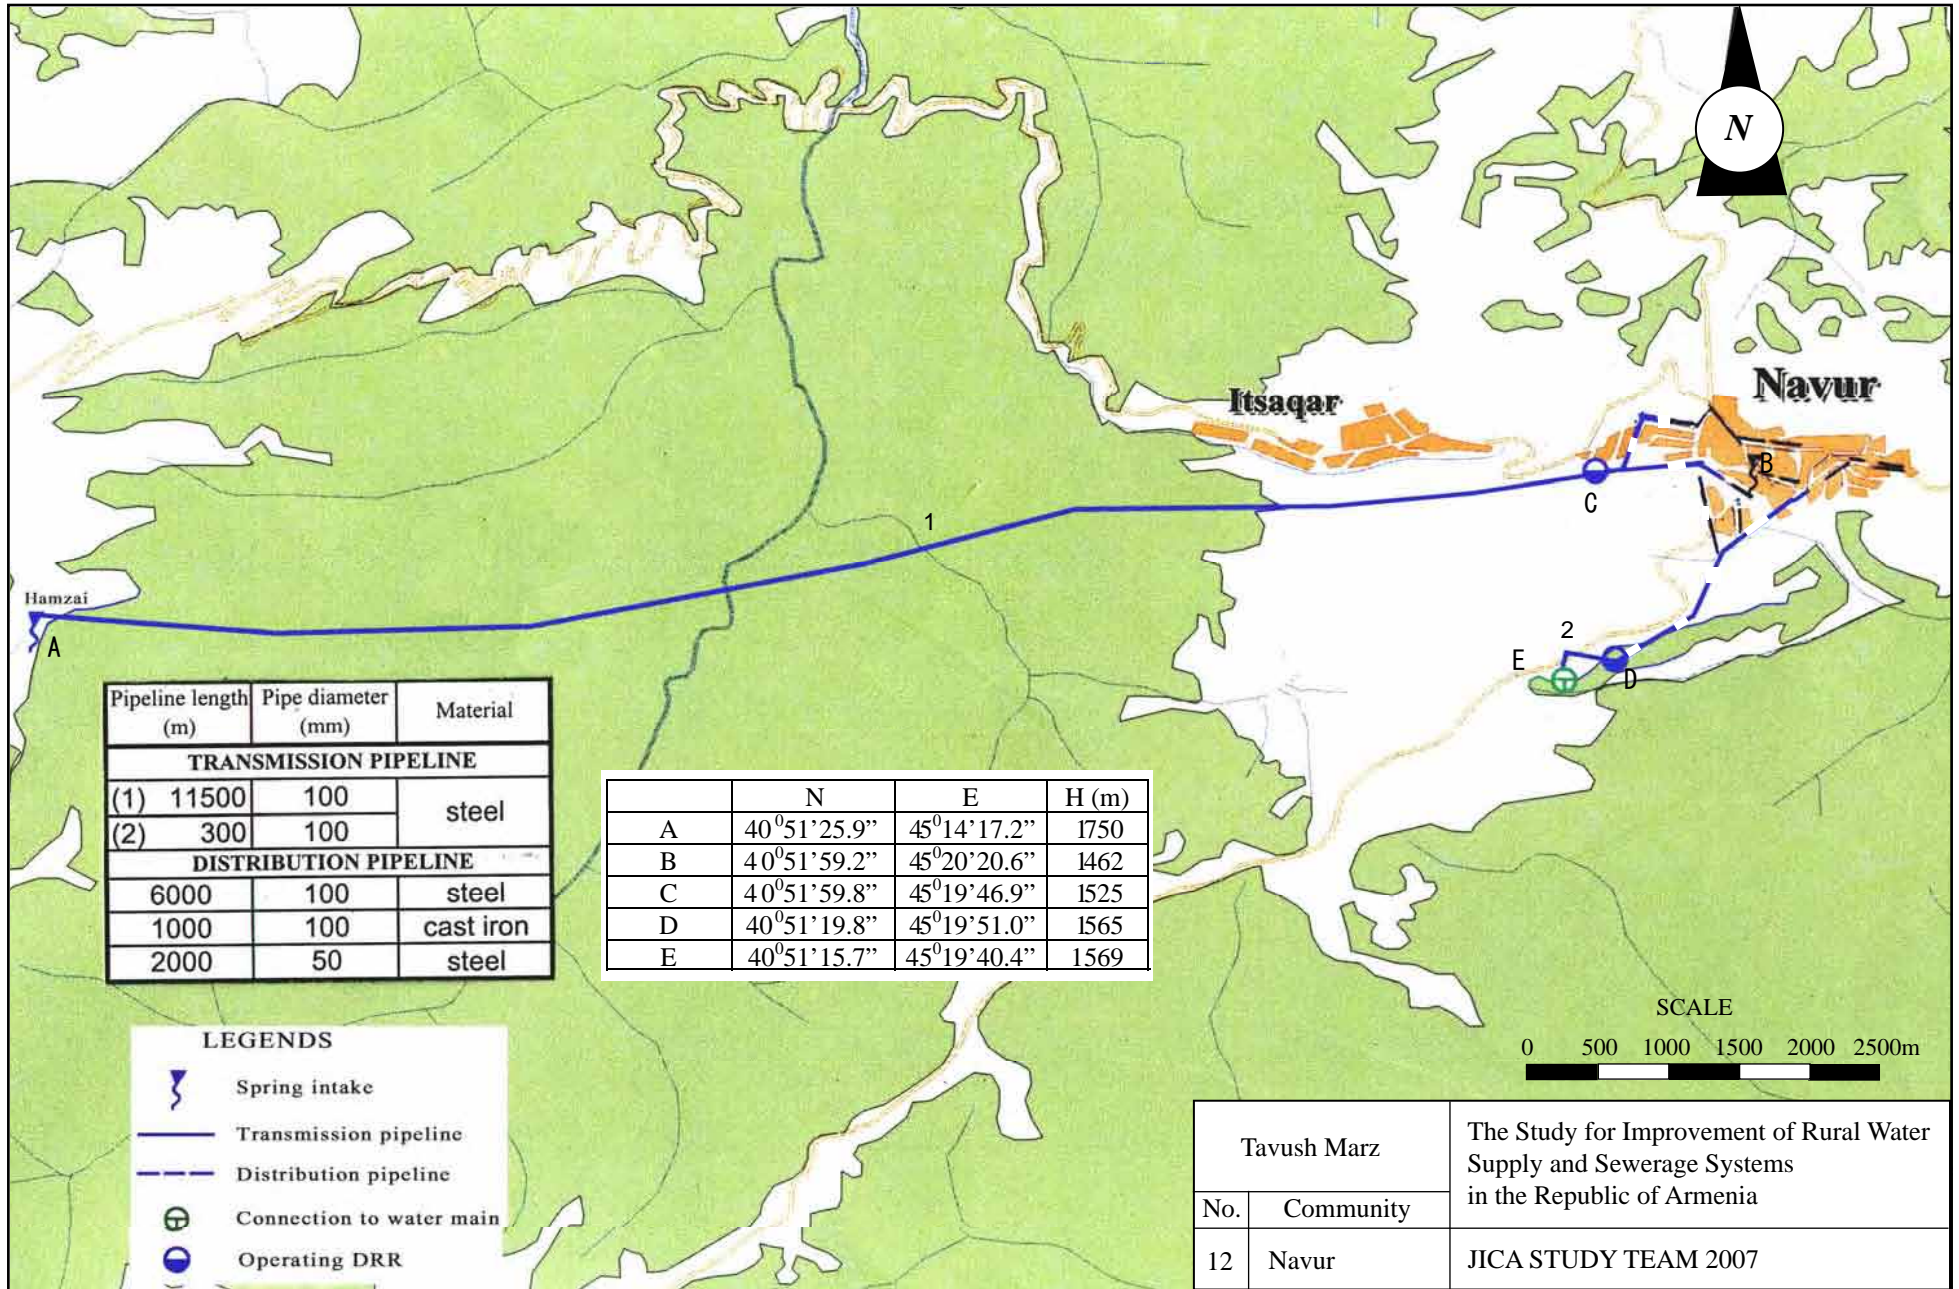 N
Navur
Itsaqar
B
C
1
Hamzai
A
2
E
D
Pipeline length (m) Pipe diameter (mm) Material
TRANSMISSION PIPELINE
(1) 11500 100 steel
(2) 300 100
DISTRIBUTION PIPELINE
6000 100 steel
1000 100 cast iron
2000 50 steel
N E H (m)
A 40⁰51’25.9” 45⁰14’17.2” 1750
B 40⁰51’59.2” 45⁰20’20.6” 1462
C 40⁰51’59.8” 45⁰19’46.9” 1525
D 40⁰51’19.8” 45⁰19’51.0” 1565
E 40⁰51’15.7” 45⁰19’40.4” 1569
SCALE
0 500 1000 1500 2000 2500m
LEGENDS
Spring intake
Transmission pipeline
Distribution pipeline
Connection to water main
Operating DRR
Tavush Marz
The Study for Improvement of Rural Water
Supply and Sewerage Systems
in the Republic of Armenia
No. Community
12 Navur
JICA STUDY TEAM 2007